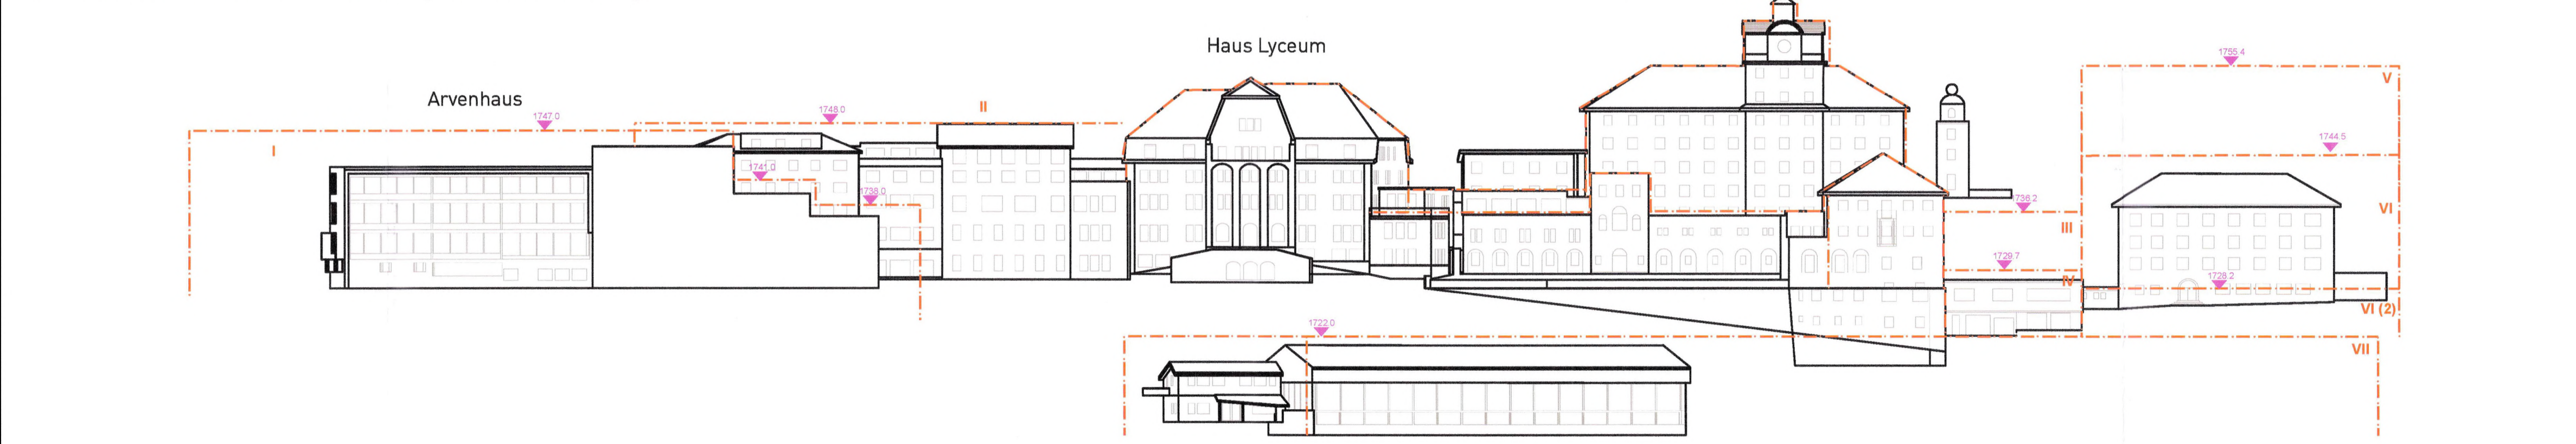 Haus Lyceum
Arvenhaus
1755.4
V
1748.0
II
1747.0
I
1744.5
1741.0
1738.0
1736.2
VI
III
1729.7
IV
1728.2
VI (2)
1722.0
VII